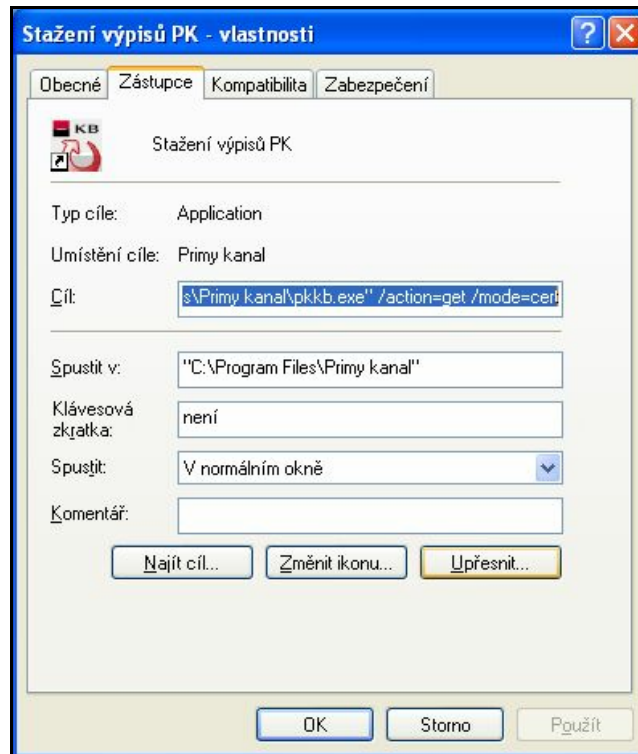 Stažení výpisů PK - vlastnosti
Obecné Zástupce Kompatibilita Zabezpečení
KB
Stažení výpisů PK
Typ cíle: Application
Umístění cíle: Primy kanal
Cíl: s\Primy kanal\pkkb.exe" /action=get /mode=cert
Spustit v: "C:\Program Files\Primy kanal"
Klávesová
zkratka: není
Spustit: V normálním okně
Komentář:
Najít cíl... Změnit ikonu... Upřesnit...
OK Storno Použít